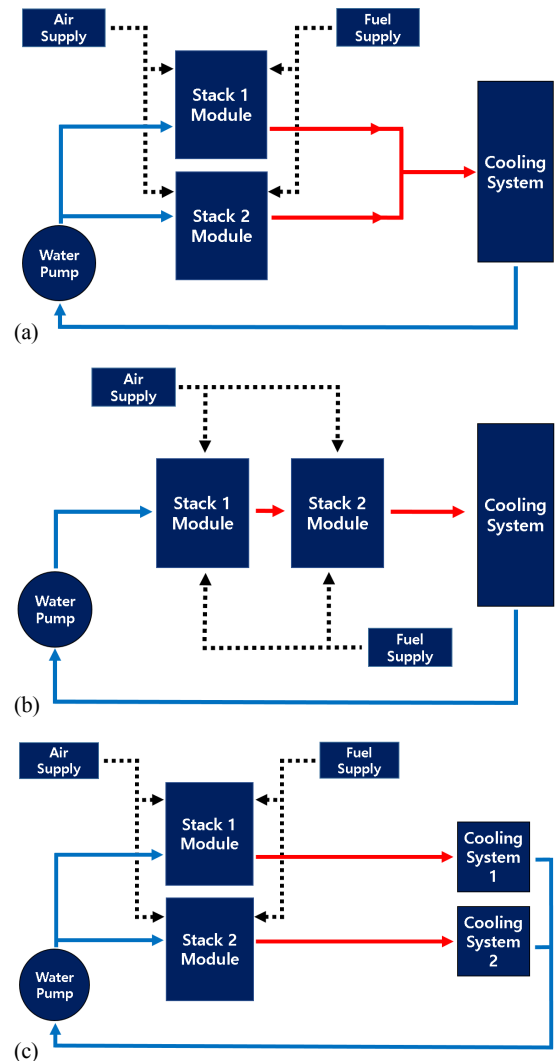 Air
Supply
Fuel
Supply
Stack 1
Module
Cooling
System
Stack 2
Module
Water
Pump
(a)
Air
Supply
Stack 1
Module
Stack 2
Module
Cooling
System
Water
Pump
Fuel
Supply
(b)
Air
Supply
Fuel
Supply
Stack 1
Module
Cooling
System
1
Stack 2
Module
Cooling
System
2
Water
Pump
(c)